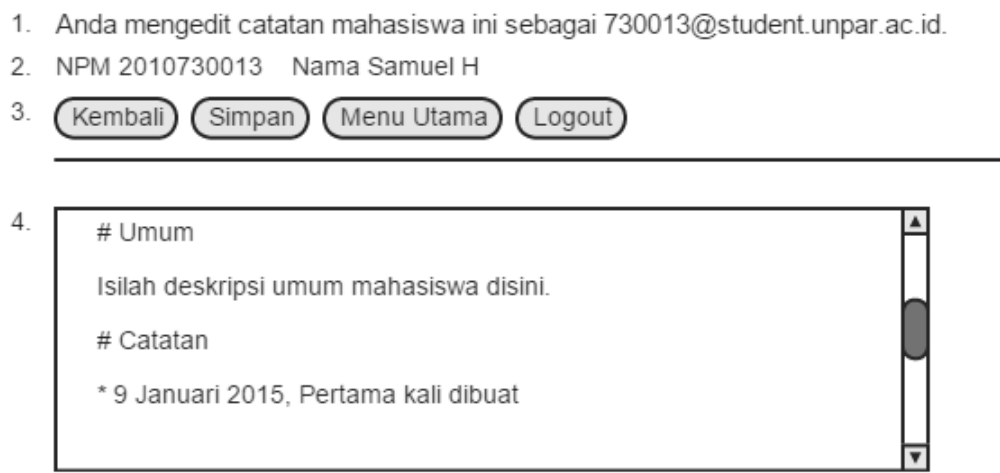 1. Anda mengedit catatan mahasiswa ini sebagai 730013@student.unpar.ac.id.
2. NPM 2010730013 Nama Samuel H
3. Kembali Simpan Menu Utama Logout
4. # Umum
Isilah deskripsi umum mahasiswa disini.
# Catatan
* 9 Januari 2015, Pertama kali dibuat